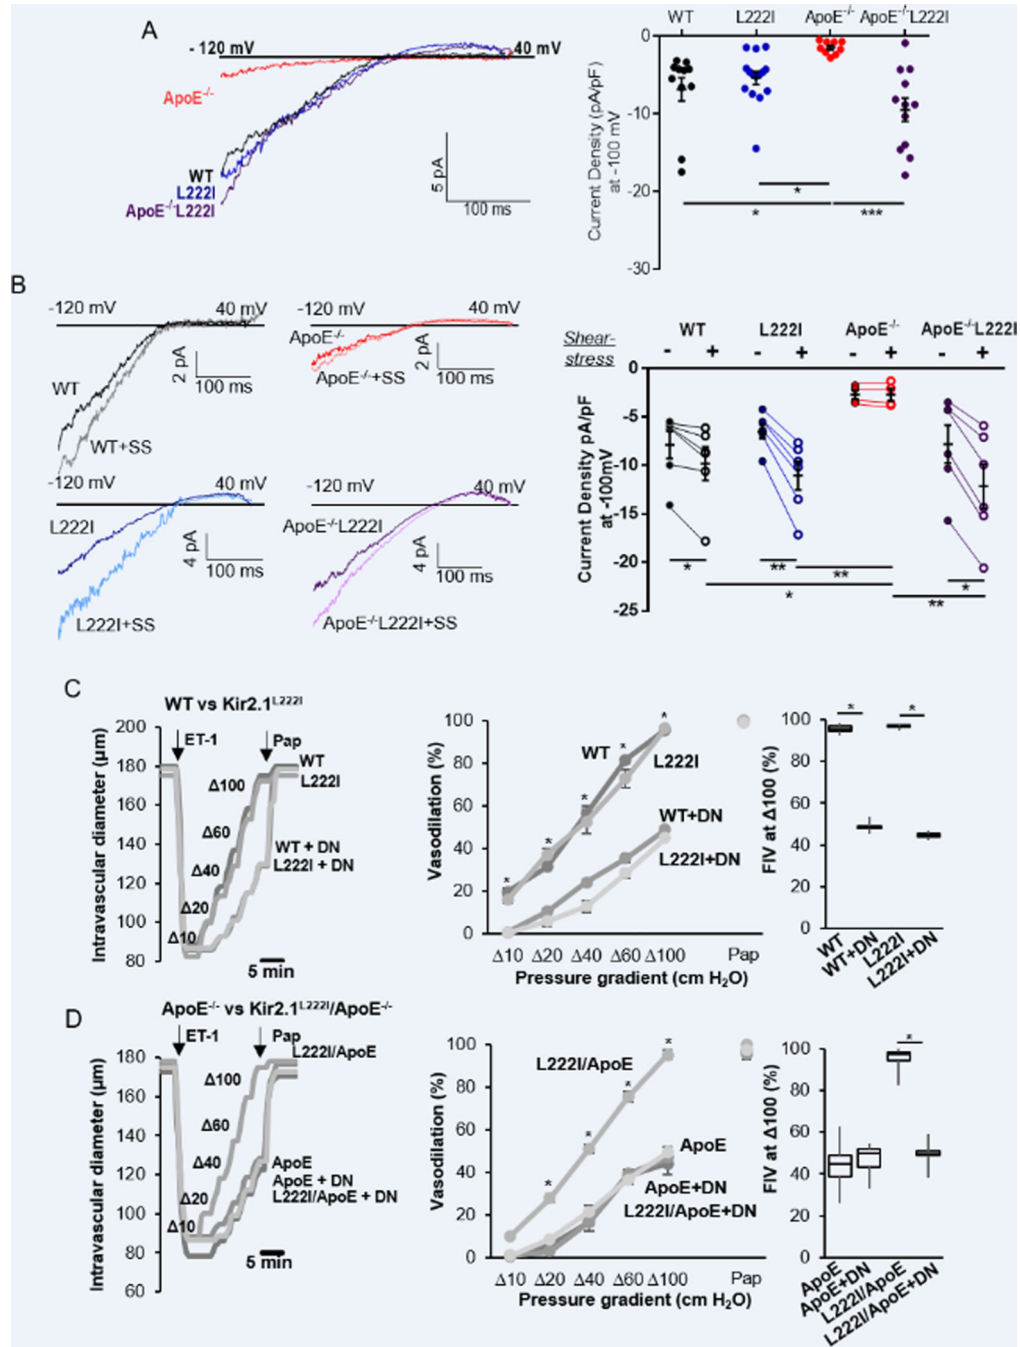 A
- 120 mV
40 mV
ApoE-/-
WT
L222I
ApoE-/-L222I
5 pA
100 ms
WT L222I ApoE-/- ApoE-/-L222I
Current Density (pA/pF)
at -100 mV
0
-10
-20
-30
*
*
***
B
-120 mV 40 mV
WT
WT+SS
2 pA
100 ms
-120 mV 40 mV
ApoE-/-
ApoE-/-+SS
2 pA
100 ms
-120 mV 40 mV
L222I
L222I+SS
4 pA
100 ms
-120 mV 40 mV
ApoE-/-L222I
ApoE-/-L222I+SS
4 pA
100 ms
WT L222I ApoE-/- ApoE-/-L222I
Shear-
stress
- + - + - + - +
Current Density pA/pF
at -100mV
0
-5
-10
-15
-20
-25
* ** ** *
* **
C
WT vs Kir2.1L222I
Intravascular diameter (µm)
200
180
160
140
120
100
80
ET-1
Pap
WT
L222I
Δ100
Δ60
Δ40
Δ20
Δ10
WT + DN
L222I + DN
5 min
Vasodilation (%)
100
80
60
40
20
0
* * * * *
WT
L222I
WT+DN
L222I+DN
Δ10 Δ20 Δ40 Δ60 Δ100 Pap
Pressure gradient (cm H2O)
FIV at Δ100 (%)
100
80
60
40
20
0
* *
WT
WT+DN
L222I
L222I+DN
D
ApoE-/- vs Kir2.1L222I/ApoE-/-
Intravascular diameter (µm)
180
160
140
120
100
80
60
ET-1
Pap
L222I/ApoE
Δ100
Δ60
Δ40
Δ20
Δ10
ApoE
ApoE + DN
L222I/ApoE + DN
5 min
Vasodilation (%)
100
80
60
40
20
0
* * * *
L222I/ApoE
ApoE
ApoE+DN
L222I/ApoE+DN
Δ10 Δ20 Δ40 Δ60 Δ100 Pap
Pressure gradient (cm H2O)
FIV at Δ100 (%)
100
80
60
40
20
0
*
ApoE
ApoE+DN
L222I/ApoE
L222I/ApoE+DN